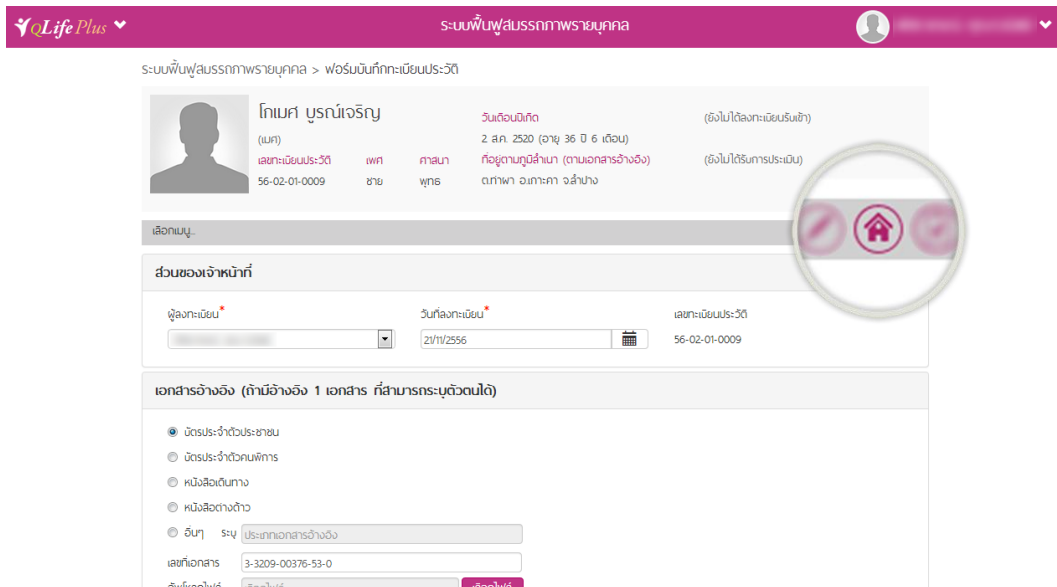 QLife Plus ระบบฟื้นฟูสมรรถภาพรายบุคคล
ระบบฟื้นฟูสมรรถภาพรายบุคคล > ฟอร์มบันทึกทะเบียนประวัติ
โกเมศ บูรณ์เจริญ วันเดือนปีเกิด (ยังไม่ได้ลงทะเบียนรับเข้า)
(เมศ) 2 ส.ค. 2520 (อายุ 36 ปี 6 เดือน)
เลขทะเบียนประวัติ เพศ ศาสนา ที่อยู่ตามภูมิลำเนา (ตามเอกสารอ้างอิง) (ยังไม่ได้รับการประเมิน)
56-02-01-0009 ชาย พุทธ ต.ท่าผา อ.เกาะคา จ.ลำปาง
เลือกเมนู..
ส่วนของเจ้าหน้าที่
ผู้ลงทะเบียน* วันที่ลงทะเบียน* เลขทะเบียนประวัติ
21/11/2556 56-02-01-0009
เอกสารอ้างอิง (ถ้ามีอ้างอิง 1 เอกสาร ที่สามารถระบุตัวตนได้)
บัตรประจำตัวประชาชน
บัตรประจำตัวคนพิการ
หนังสือเดินทาง
หนังสือต่างด้าว
อื่นๆ ระบุ ประเภทเอกสารอ้างอิง
เลขที่เอกสาร 3-3209-00376-53-0